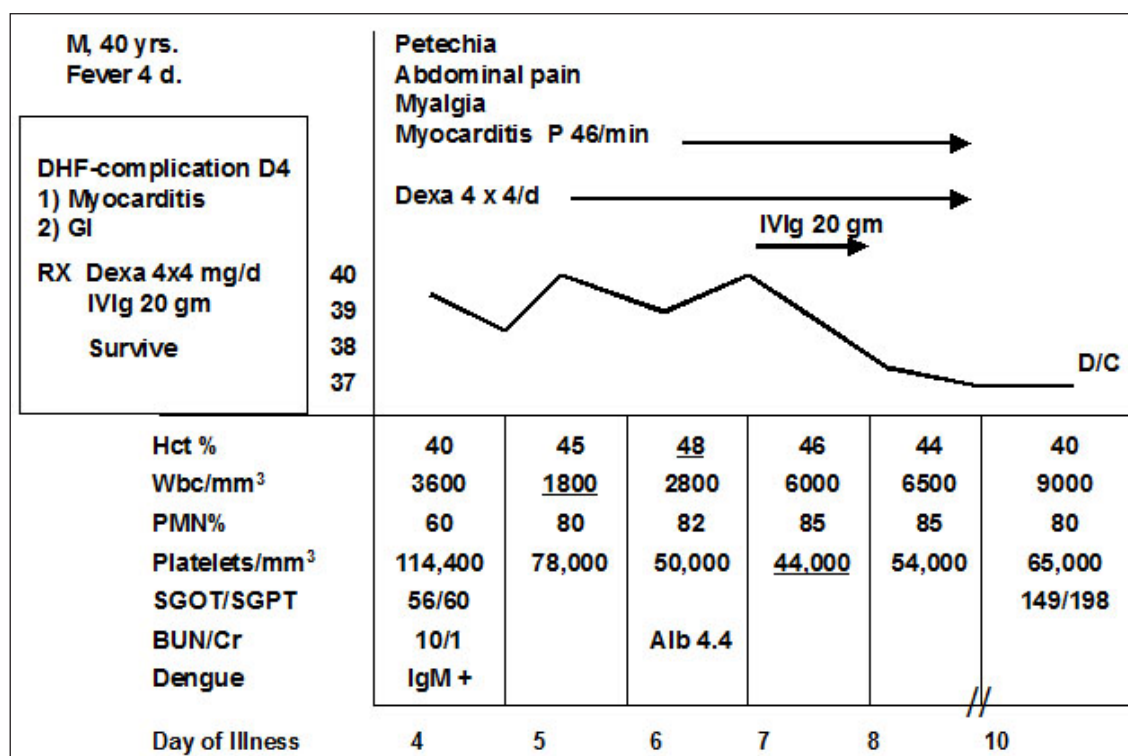 M, 40 yrs.
Fever 4 d.
DHF-complication D4
1) Myocarditis
2) GI
RX Dexa 4x4 mg/d
IVIg 20 gm
Survive
Petechia
Abdominal pain
Myalgia
Myocarditis P 46/min
Dexa 4 x 4/d
IVIg 20 gm
40
39
38
37
D/C
Hct % 40 45 48 46 44 40
Wbc/mm³ 3600 1800 2800 6000 6500 9000
PMN% 60 80 82 85 85 80
Platelets/mm³ 114,400 78,000 50,000 44,000 54,000 65,000
SGOT/SGPT 56/60 149/198
BUN/Cr 10/1 Alb 4.4
Dengue IgM +
//
Day of Illness 4 5 6 7 8 10